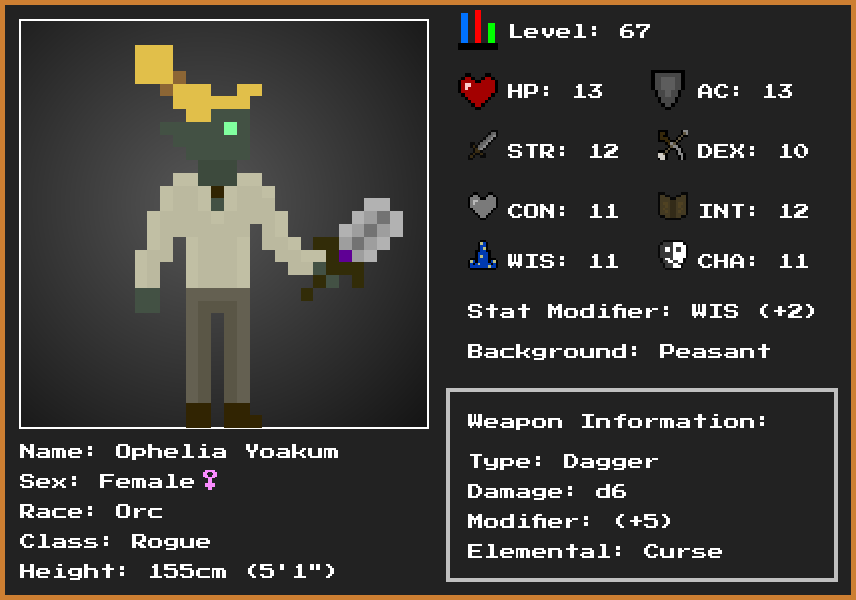 Level: 67
HP: 13
AC: 13
STR: 12
DEX: 10
CON: 11
INT: 12
WIS: 11
CHA: 11
Stat Modifier: WIS (+2)
Background: Peasant
Weapon Information:
Type: Dagger
Damage: d6
Modifier: (+5)
Elemental: Curse
Name: Ophelia Yoakum
Sex: Female♀
Race: Orc
Class: Rogue
Height: 155cm (5'1")